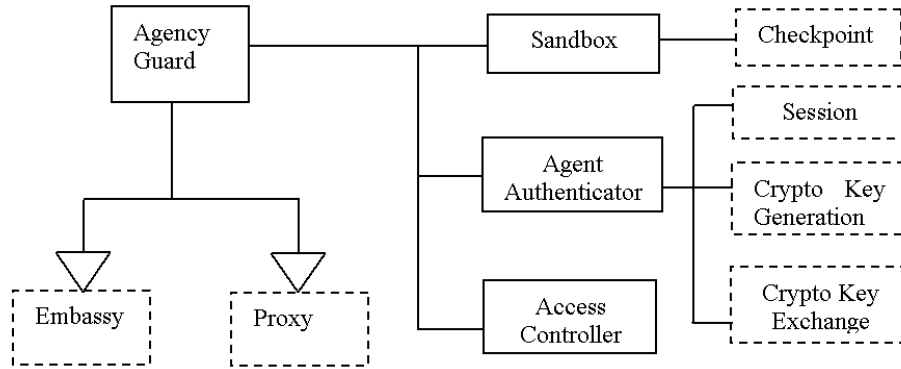 Agency
Guard
Sandbox
Checkpoint
Session
Agent
Authenticator
Crypto Key
Generation
Embassy
Proxy
Access
Controller
Crypto Key
Exchange